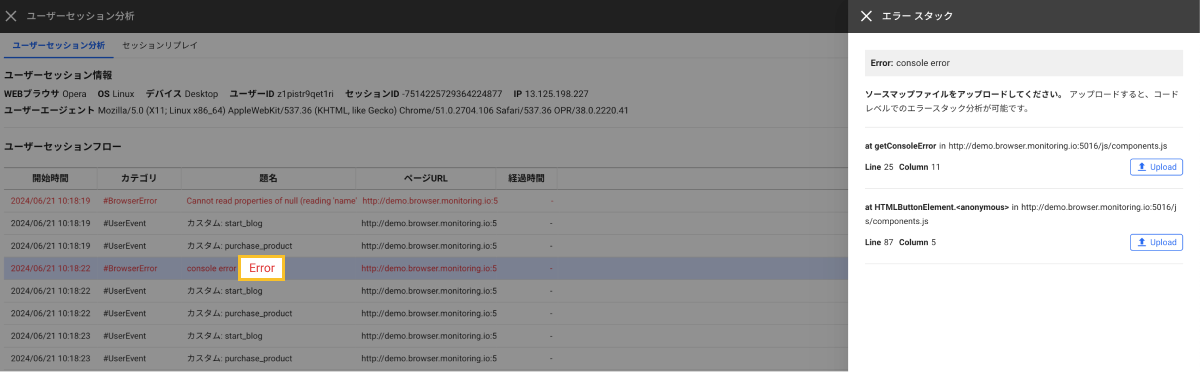 ユーザーセッション分析
ユーザーセッション分析 セッションリプレイ
ユーザーセッション情報
WEBブラウザ Opera OS Linux デバイス Desktop ユーザーID z1pistr9qet1ri セッションID -7514225729364224877 IP 13.125.198.227
ユーザーエージェント Mozilla/5.0 (X11; Linux x86_64) AppleWebKit/537.36 (KHTML, like Gecko) Chrome/51.0.2704.106 Safari/537.36 OPR/38.0.2220.41
ユーザーセッションフロー
開始時間 カテゴリ 題名 ページURL 経過時間
2024/06/21 10:18:19 #BrowserError Cannot read properties of null (reading 'name' http://demo.browser.monitoring.io:5 -
2024/06/21 10:18:19 #UserEvent カスタム: start_blog http://demo.browser.monitoring.io:5 -
2024/06/21 10:18:19 #UserEvent カスタム: purchase_product http://demo.browser.monitoring.io:5 -
2024/06/21 10:18:22 #BrowserError console error Error http://demo.browser.monitoring.io:5 -
2024/06/21 10:18:22 #UserEvent カスタム: start_blog http://demo.browser.monitoring.io:5 -
2024/06/21 10:18:22 #UserEvent カスタム: purchase_product http://demo.browser.monitoring.io:5 -
2024/06/21 10:18:23 #UserEvent カスタム: start_blog http://demo.browser.monitoring.io:5 -
2024/06/21 10:18:23 #UserEvent カスタム: purchase_product http://demo.browser.monitoring.io:5 -
エラー スタック
Error: console error
ソースマップファイルをアップロードしてください。 アップロードすると、コード
レベルでのエラースタック分析が可能です。
at getConsoleError in http://demo.browser.monitoring.io:5016/js/components.js
Line 25 Column 11 Upload
at HTMLButtonElement.<anonymous> in http://demo.browser.monitoring.io:5016/j
s/components.js
Line 87 Column 5 Upload